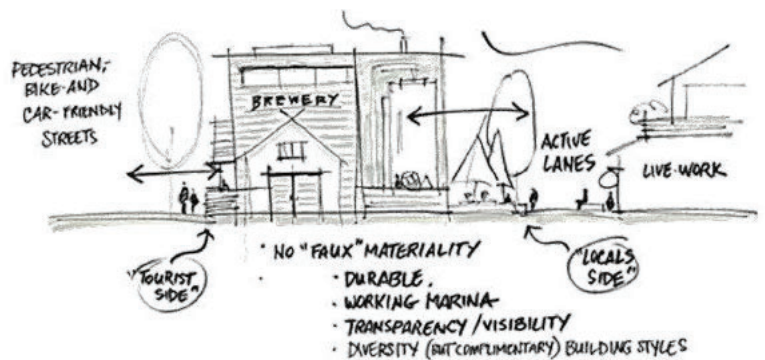 PEDESTRIAN,-
BIKE-AND
CAR-FRIENDLY
STREETS
BREWERY
ACTIVE
LANES
LIVE-WORK
"TOURIST
SIDE"
"LOCALS
SIDE"
· NO "FAUX" MATERIALITY
· DURABLE.
· WORKING MARINA
· TRANSPARENCY/VISIBILITY
· DIVERSITY (BUT COMPLIMENTARY) BUILDING STYLES